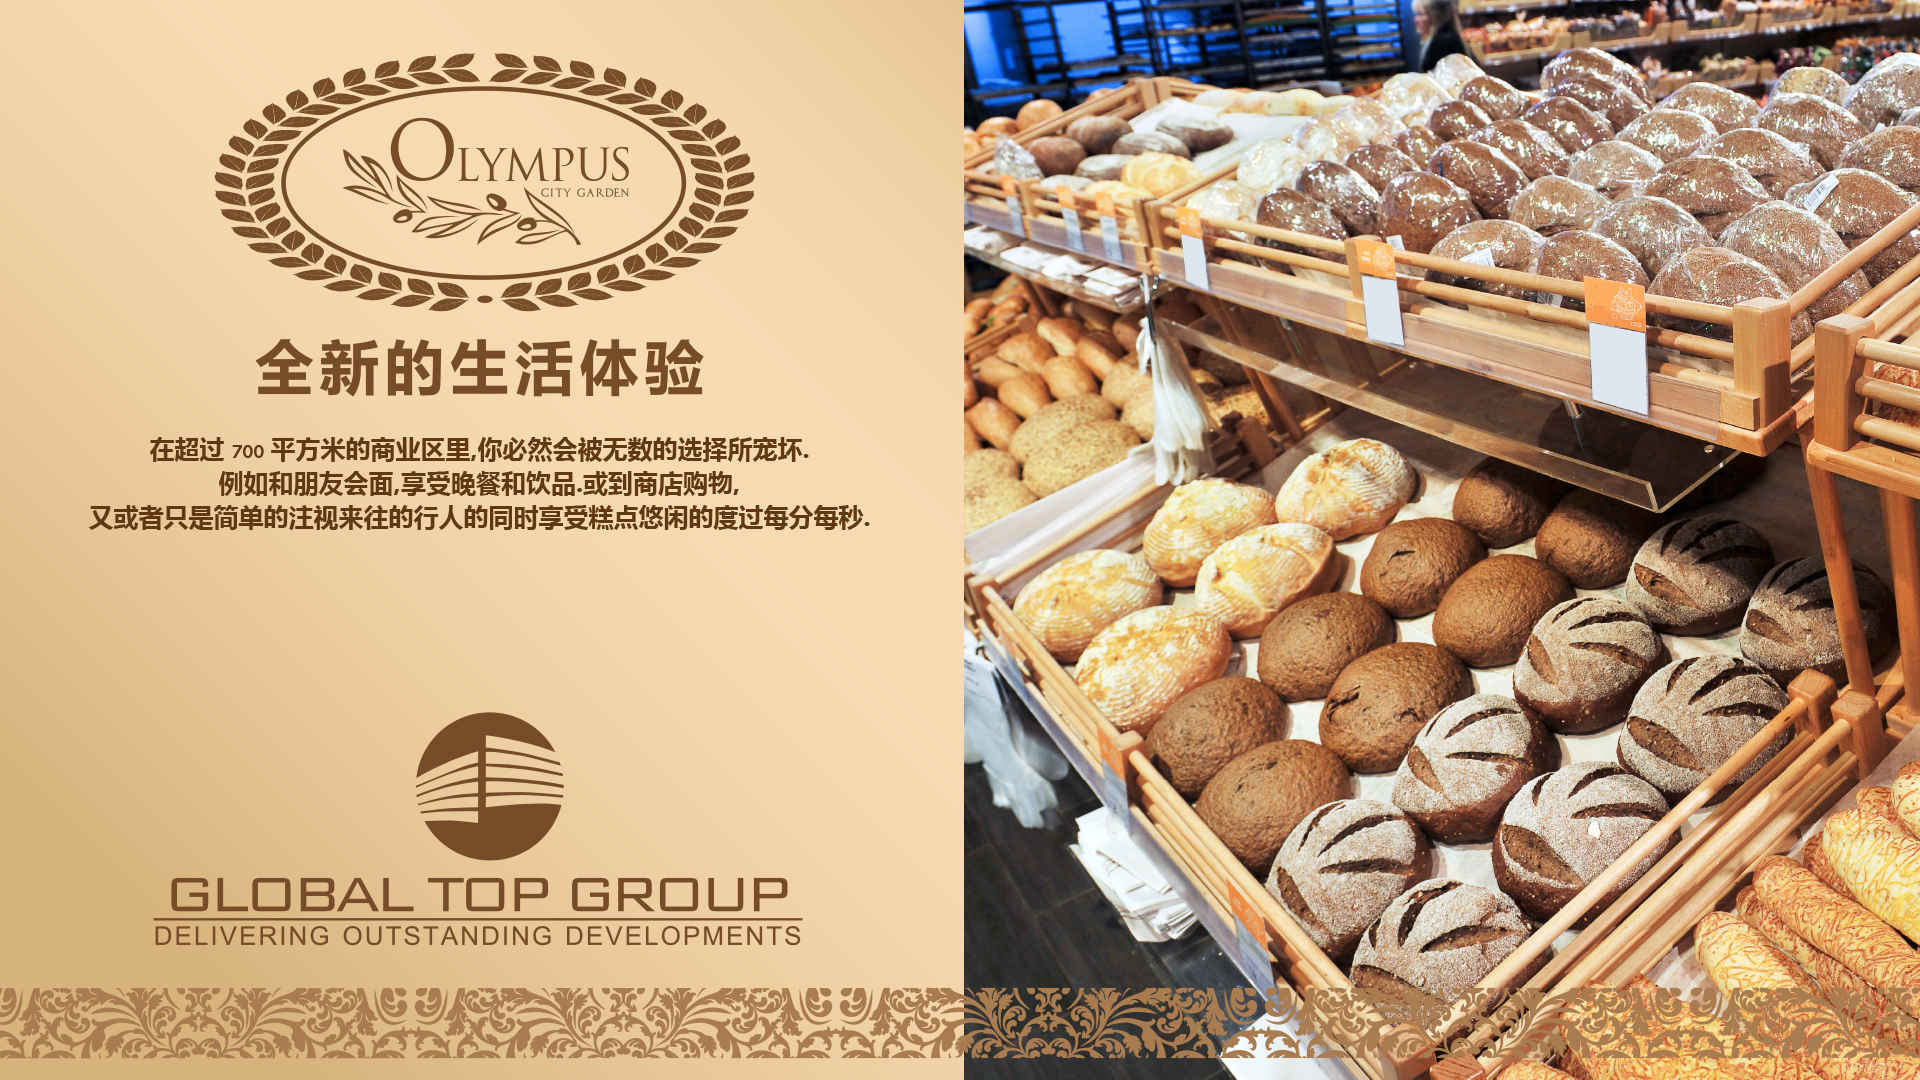 OLYMPUS
CITY GARDEN
全新的生活体验
在超过 700 平方米的商业区里,你必然会被无数的选择所宠坏.
例如和朋友会面,享受晚餐和饮品.或到商店购物,
又或者只是简单的注视来往的行人的同时享受糕点悠闲的度过每分每秒.
GLOBAL TOP GROUP
DELIVERING OUTSTANDING DEVELOPMENTS